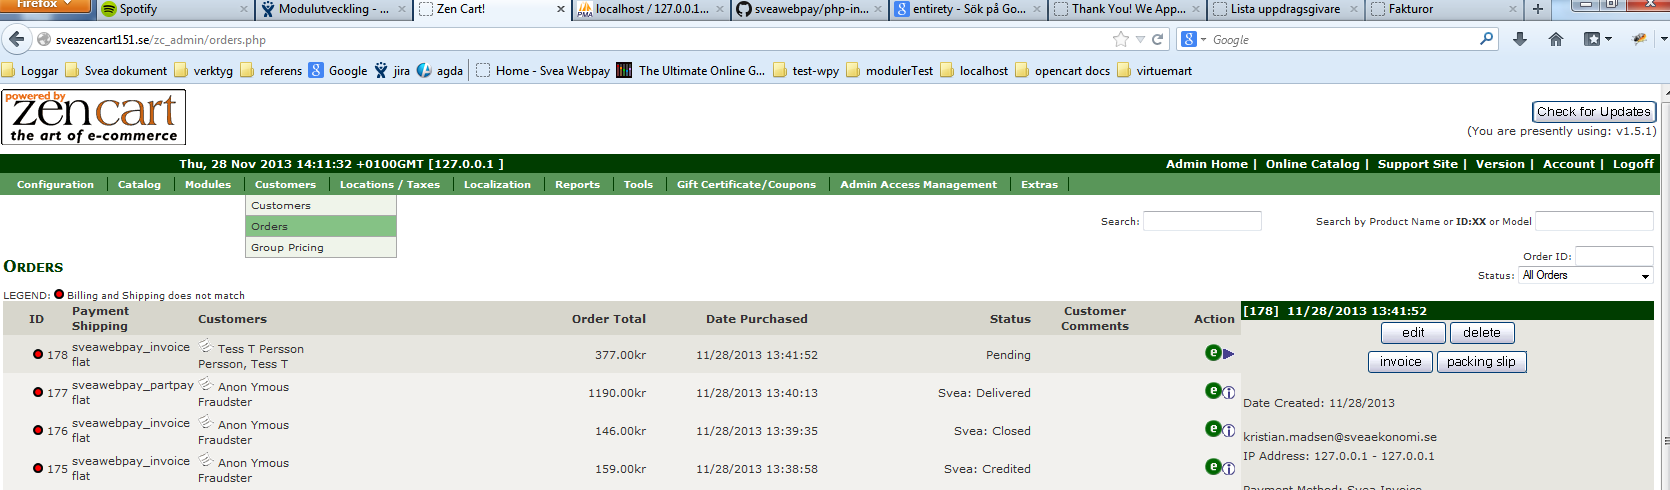 Firefox
Spotify
Modulutveckling - ...
Zen Cart!
localhost / 127.0.0.1...
sveawebpay/php-in...
entirety - Sök på Go...
Thank You! We App...
Lista uppdragsgivare
Fakturor
sveazencart151.se/zc_admin/orders.php
Google
Loggar
Svea dokument
verktyg
referens
Google
jira
agda
Home - Svea Webpay
The Ultimate Online G...
test-wpy
modulerTest
localhost
opencart docs
virtuemart
powered by
zen cart
the art of e-commerce
Check for Updates
(You are presently using: v1.5.1)
Thu, 28 Nov 2013 14:11:32 +0100GMT [127.0.0.1 ]
Admin Home | Online Catalog | Support Site | Version | Account | Logoff
Configuration | Catalog | Modules | Customers | Locations / Taxes | Localization | Reports | Tools | Gift Certificate/Coupons | Admin Access Management | Extras |
Customers
Orders
Group Pricing
Search:
Search by Product Name or ID:XX or Model
Order ID:
Status: All Orders
ORDERS
LEGEND: Billing and Shipping does not match
ID Payment Shipping Customers Order Total Date Purchased Status Customer Comments Action
178 sveawebpay_invoice Tess T Persson 377.00kr 11/28/2013 13:41:52 Pending e
flat Persson, Tess T
177 sveawebpay_partpay Anon Ymous 1190.00kr 11/28/2013 13:40:13 Svea: Delivered e i
flat Fraudster
176 sveawebpay_invoice Anon Ymous 146.00kr 11/28/2013 13:39:35 Svea: Closed e i
flat Fraudster
175 sveawebpay_invoice Anon Ymous 159.00kr 11/28/2013 13:38:58 Svea: Credited e i
flat Fraudster
[178] 11/28/2013 13:41:52
edit delete
invoice packing slip
Date Created: 11/28/2013
kristian.madsen@sveaekonomi.se
IP Address: 127.0.0.1 - 127.0.0.1
Payment Method: Svea Invoice